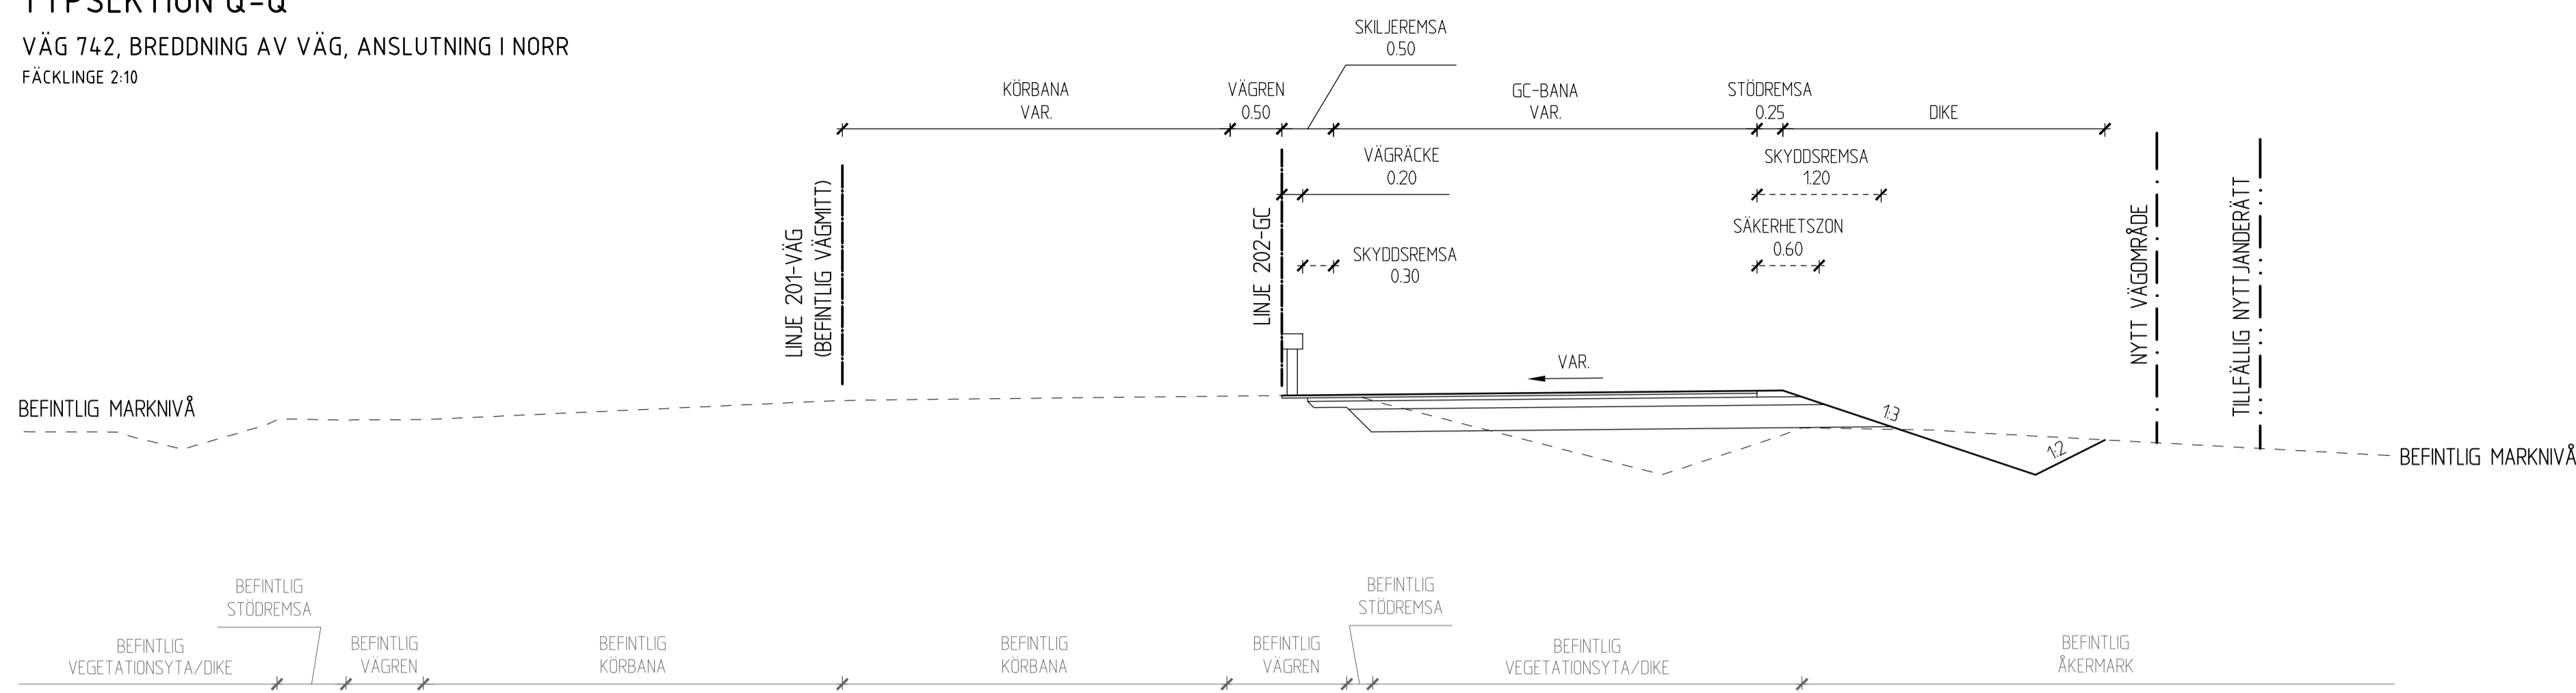 TYPSEKTION Q-Q
VÄG 742, BREDDNING AV VÄG, ANSLUTNING I NORR
FÄCKLINGE 2:10
SKILJEREMSA
0.50
KÖRBANA
VAR.
VÄGREN
0.50
GC-BANA
VAR.
STÖDREMSA
0.25
DIKE
VÄGRÄCKE
0.20
SKYDDSREMSA
1.20
SKYDDSREMSA
0.30
SÄKERHETSZON
0.60
LINJE 201-VÄG
(BEFINTLIG VÄGMITT)
LINJE 202-GC
NYTT VÄGOMRÅDE
TILLFÄLLIG NYTTJANDERÄTT
VAR.
BEFINTLIG MARKNIVÅ
1:3
1:2
BEFINTLIG MARKNIVÅ
BEFINTLIG
VEGETATIONSYTA/DIKE
BEFINTLIG
STÖDREMSA
BEFINTLIG
VÄGREN
BEFINTLIG
KÖRBANA
BEFINTLIG
KÖRBANA
BEFINTLIG
VÄGREN
BEFINTLIG
STÖDREMSA
BEFINTLIG
VEGETATIONSYTA/DIKE
BEFINTLIG
ÅKERMARK